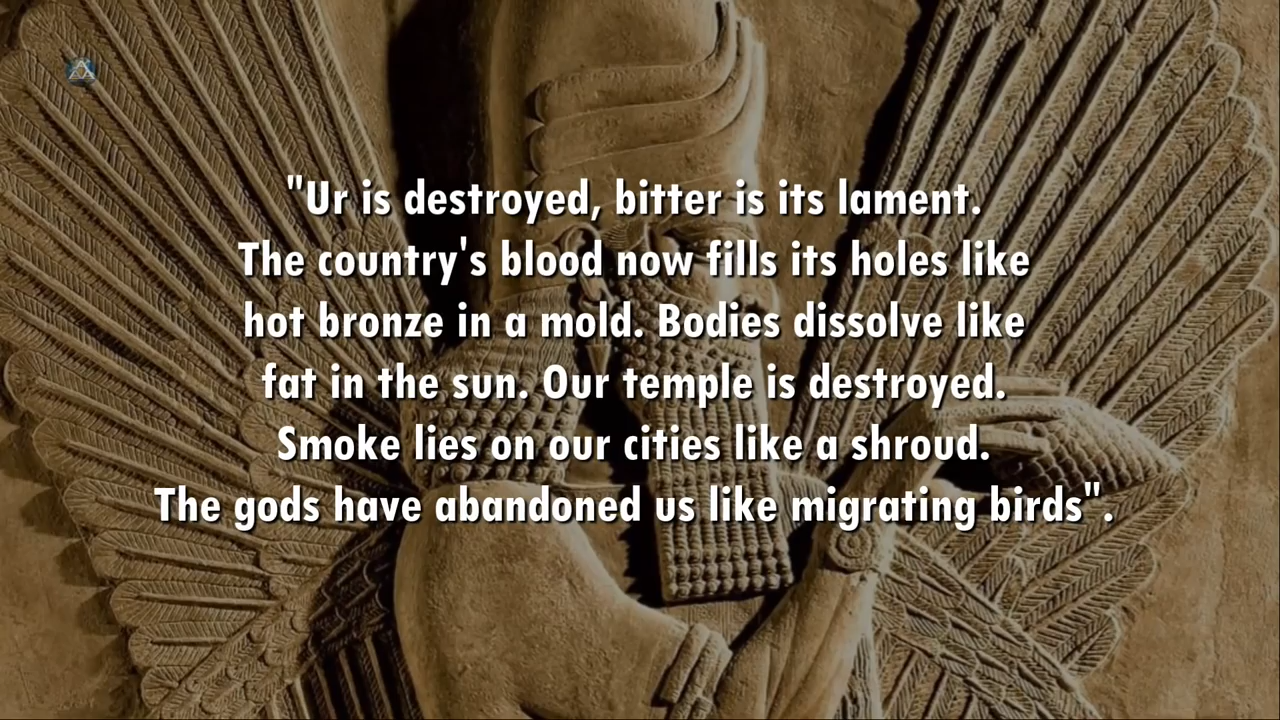 "Ur is destroyed, bitter is its lament.
The country's blood now fills its holes like
hot bronze in a mold. Bodies dissolve like
fat in the sun. Our temple is destroyed.
Smoke lies on our cities like a shroud.
The gods have abandoned us like migrating birds".